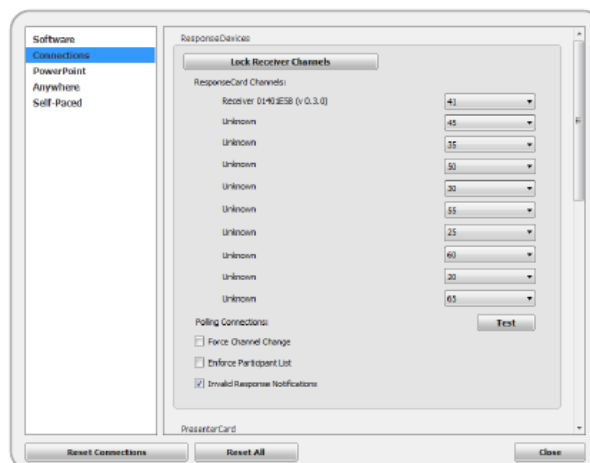 Software
Connections
PowerPoint
Anywhere
Self-Paced
ResponseDevices
Lock Receiver Channels
ResponseCard Channels:
Receiver 01401E58 (v 0.3.0) 41
Unknown 45
Unknown 35
Unknown 50
Unknown 30
Unknown 55
Unknown 25
Unknown 60
Unknown 20
Unknown 65
Polling Connections: Test
Force Channel Change
Enforce Participant List
Invalid Response Notifications
PresenterCard
Reset Connections Reset All Close